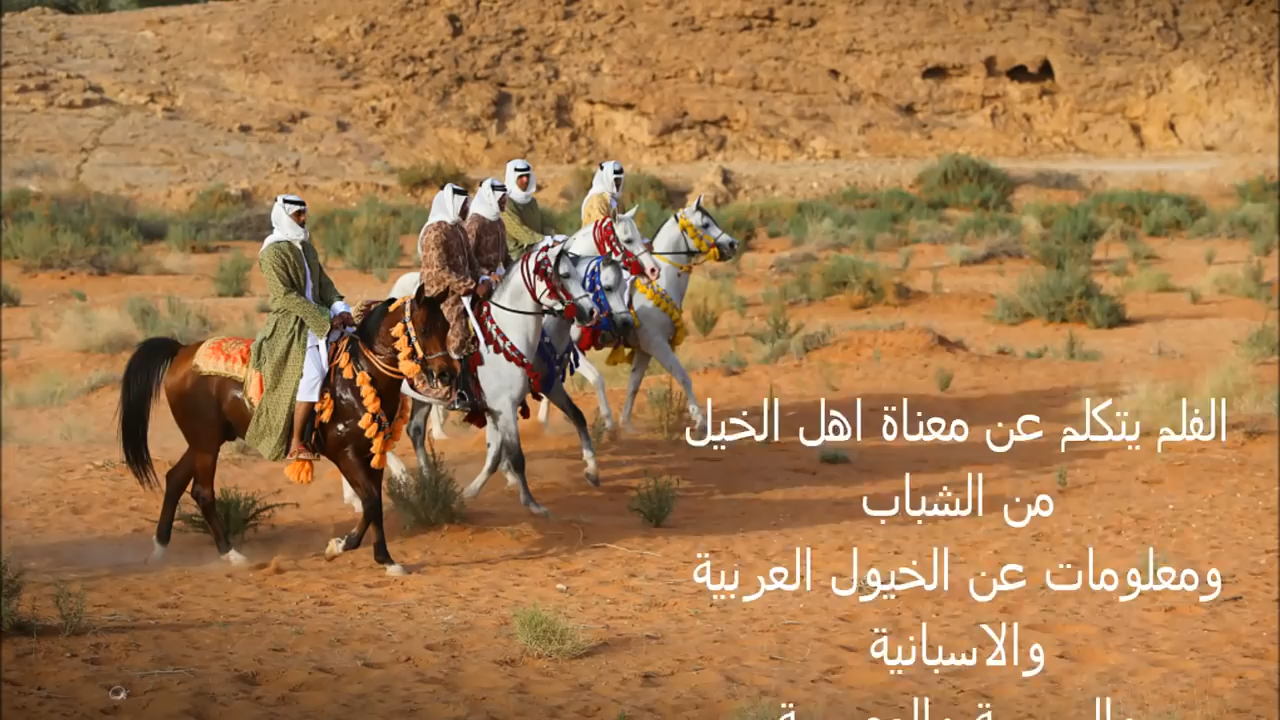 الفلم يتكلم عن معناة اهل الخيل
من الشباب
ومعلومات عن الخيول العربية
والاسبانية